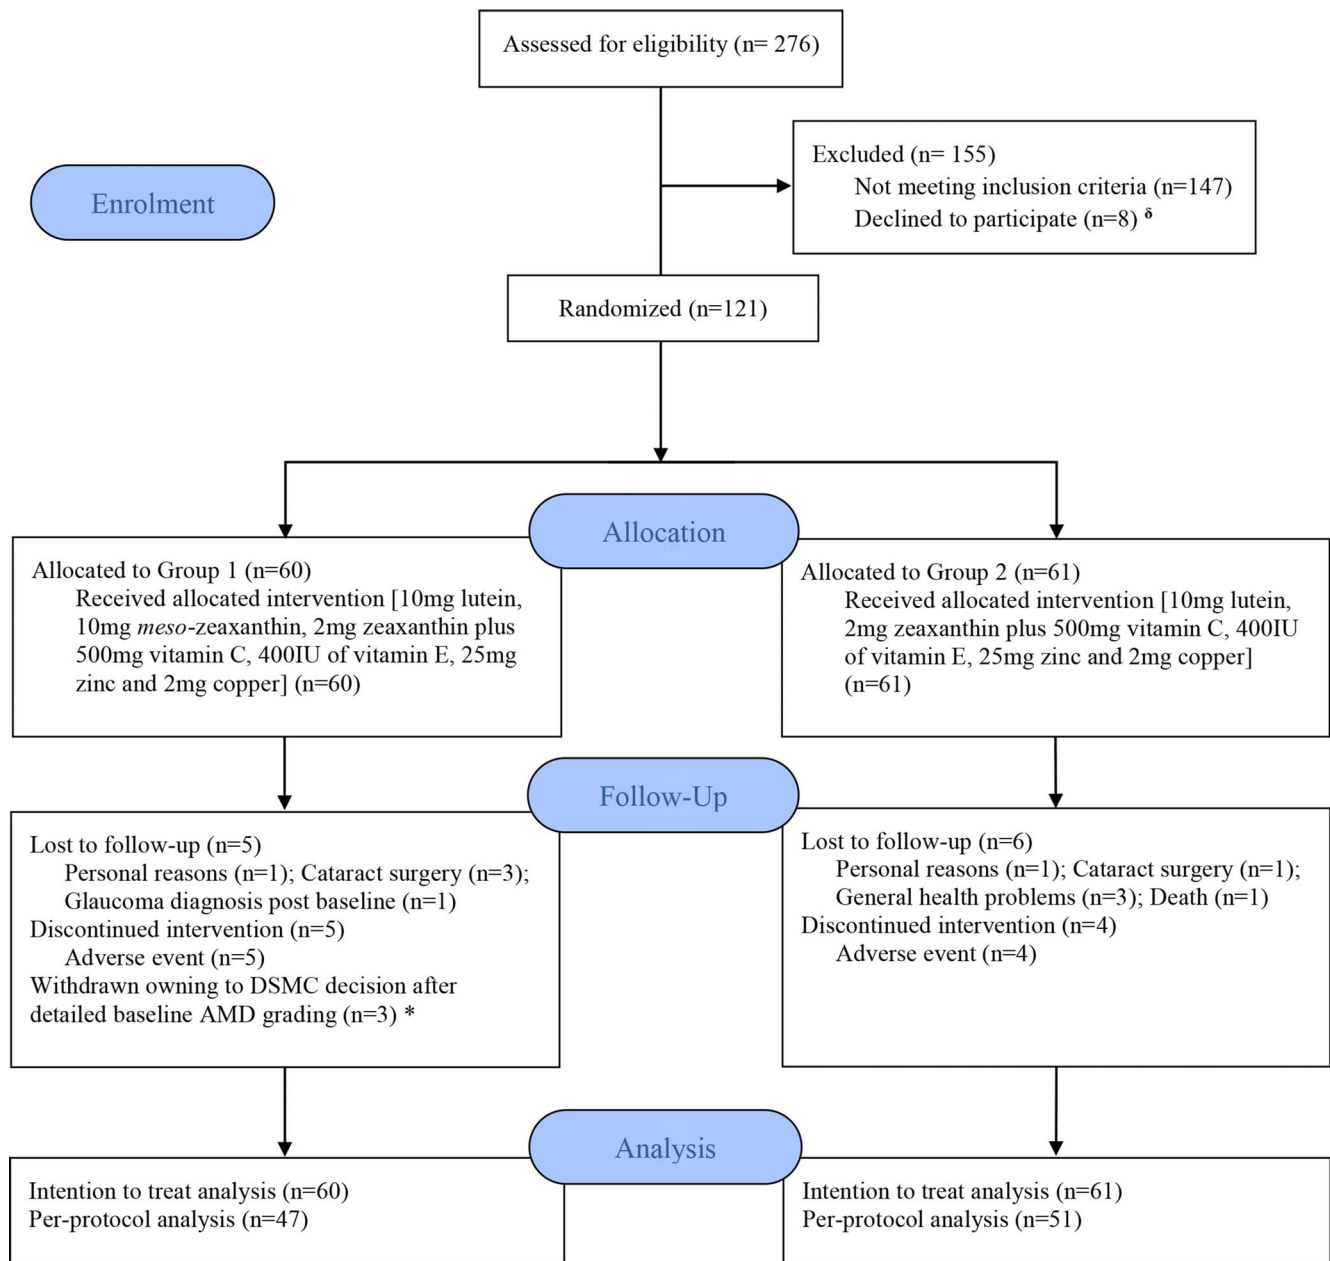 Assessed for eligibility (n= 276)
Enrolment
Excluded (n= 155)
Not meeting inclusion criteria (n=147)
Declined to participate (n=8) δ
Randomized (n=121)
Allocation
Allocated to Group 1 (n=60)
Received allocated intervention [10mg lutein,
10mg meso-zeaxanthin, 2mg zeaxanthin plus
500mg vitamin C, 400IU of vitamin E, 25mg
zinc and 2mg copper] (n=60)
Allocated to Group 2 (n=61)
Received allocated intervention [10mg lutein,
2mg zeaxanthin plus 500mg vitamin C, 400IU
of vitamin E, 25mg zinc and 2mg copper]
(n=61)
Follow-Up
Lost to follow-up (n=5)
Personal reasons (n=1); Cataract surgery (n=3);
Glaucoma diagnosis post baseline (n=1)
Discontinued intervention (n=5)
Adverse event (n=5)
Withdrawn owning to DSMC decision after
detailed baseline AMD grading (n=3) *
Lost to follow-up (n=6)
Personal reasons (n=1); Cataract surgery (n=1);
General health problems (n=3); Death (n=1)
Discontinued intervention (n=4)
Adverse event (n=4)
Analysis
Intention to treat analysis (n=60)
Per-protocol analysis (n=47)
Intention to treat analysis (n=61)
Per-protocol analysis (n=51)